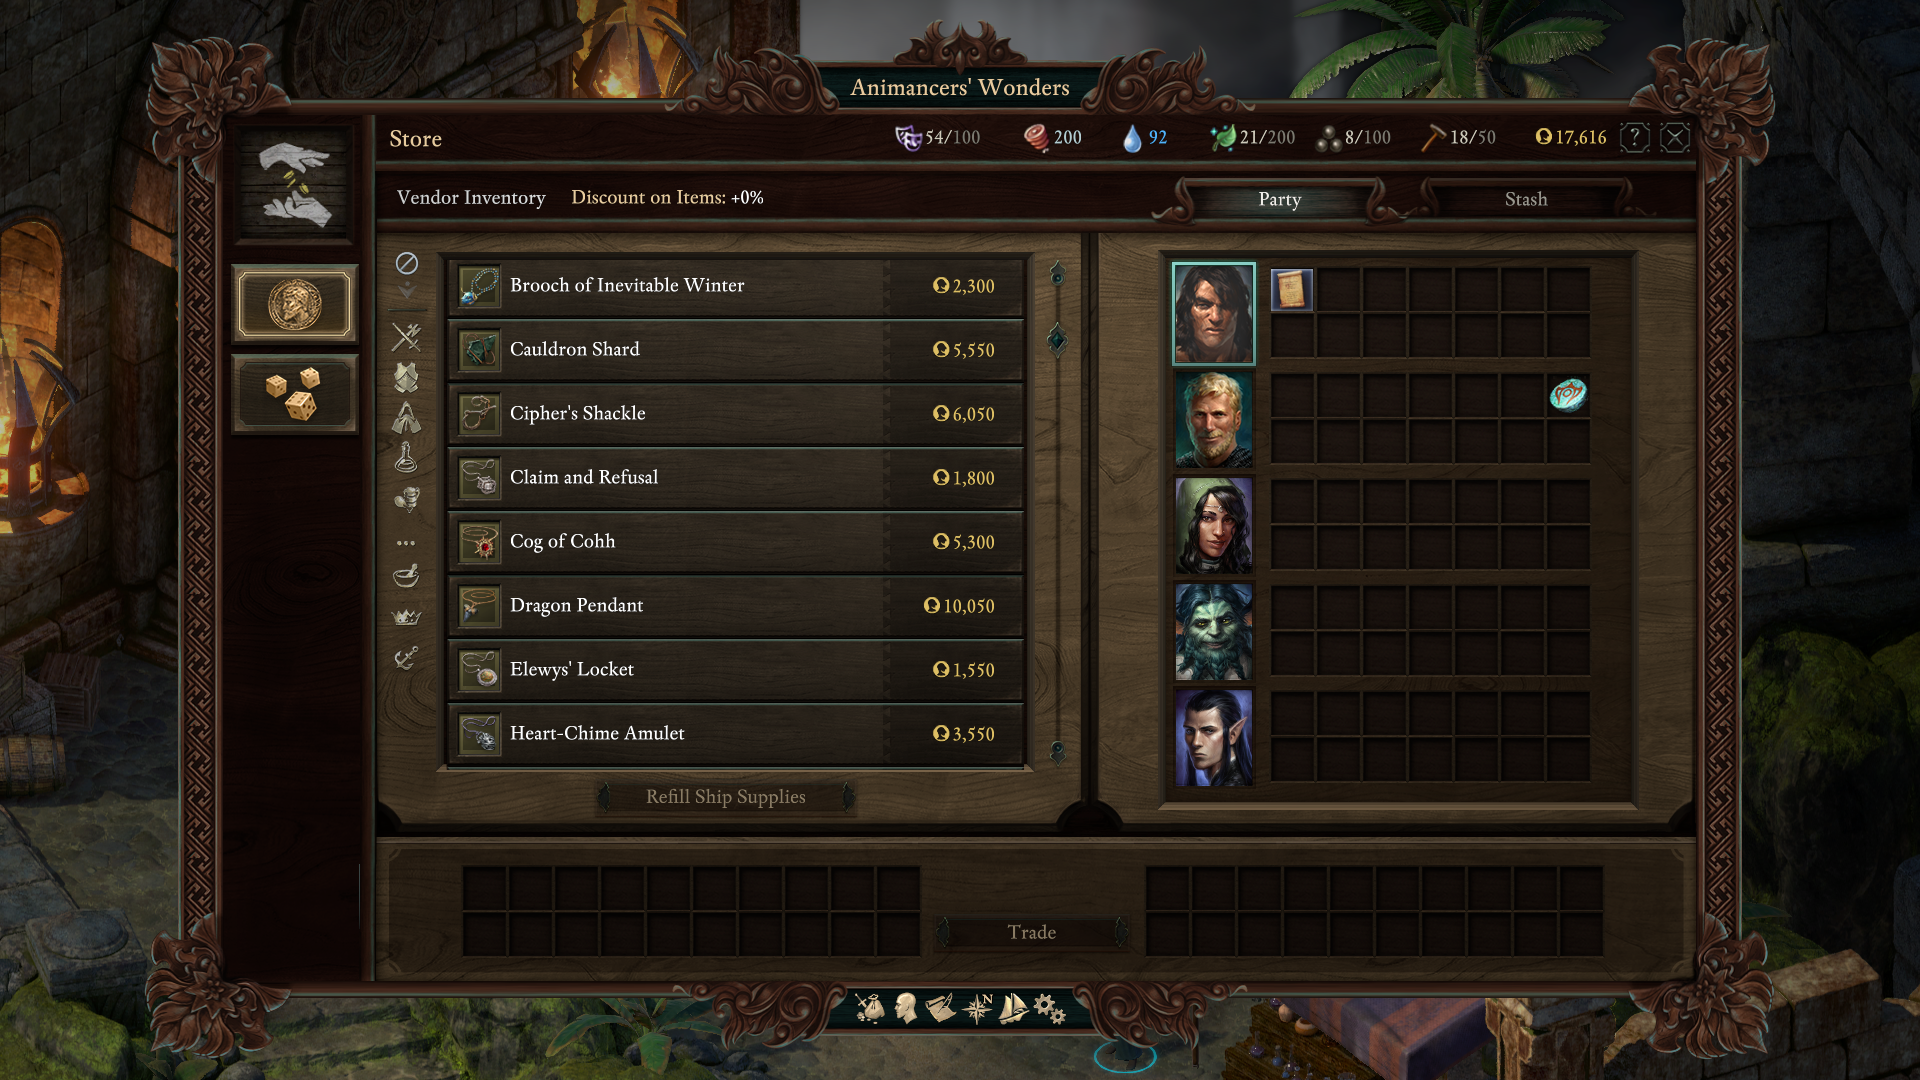 Animancers' Wonders
Store
54/100
200
92
21/200
8/100
18/50
17,616
?
Vendor Inventory
Discount on Items: +0%
Party
Stash
Brooch of Inevitable Winter
2,300
Cauldron Shard
5,550
Cipher's Shackle
6,050
Claim and Refusal
1,800
Cog of Cohh
5,300
Dragon Pendant
10,050
Elewys' Locket
1,550
Heart-Chime Amulet
3,550
Refill Ship Supplies
Trade
N